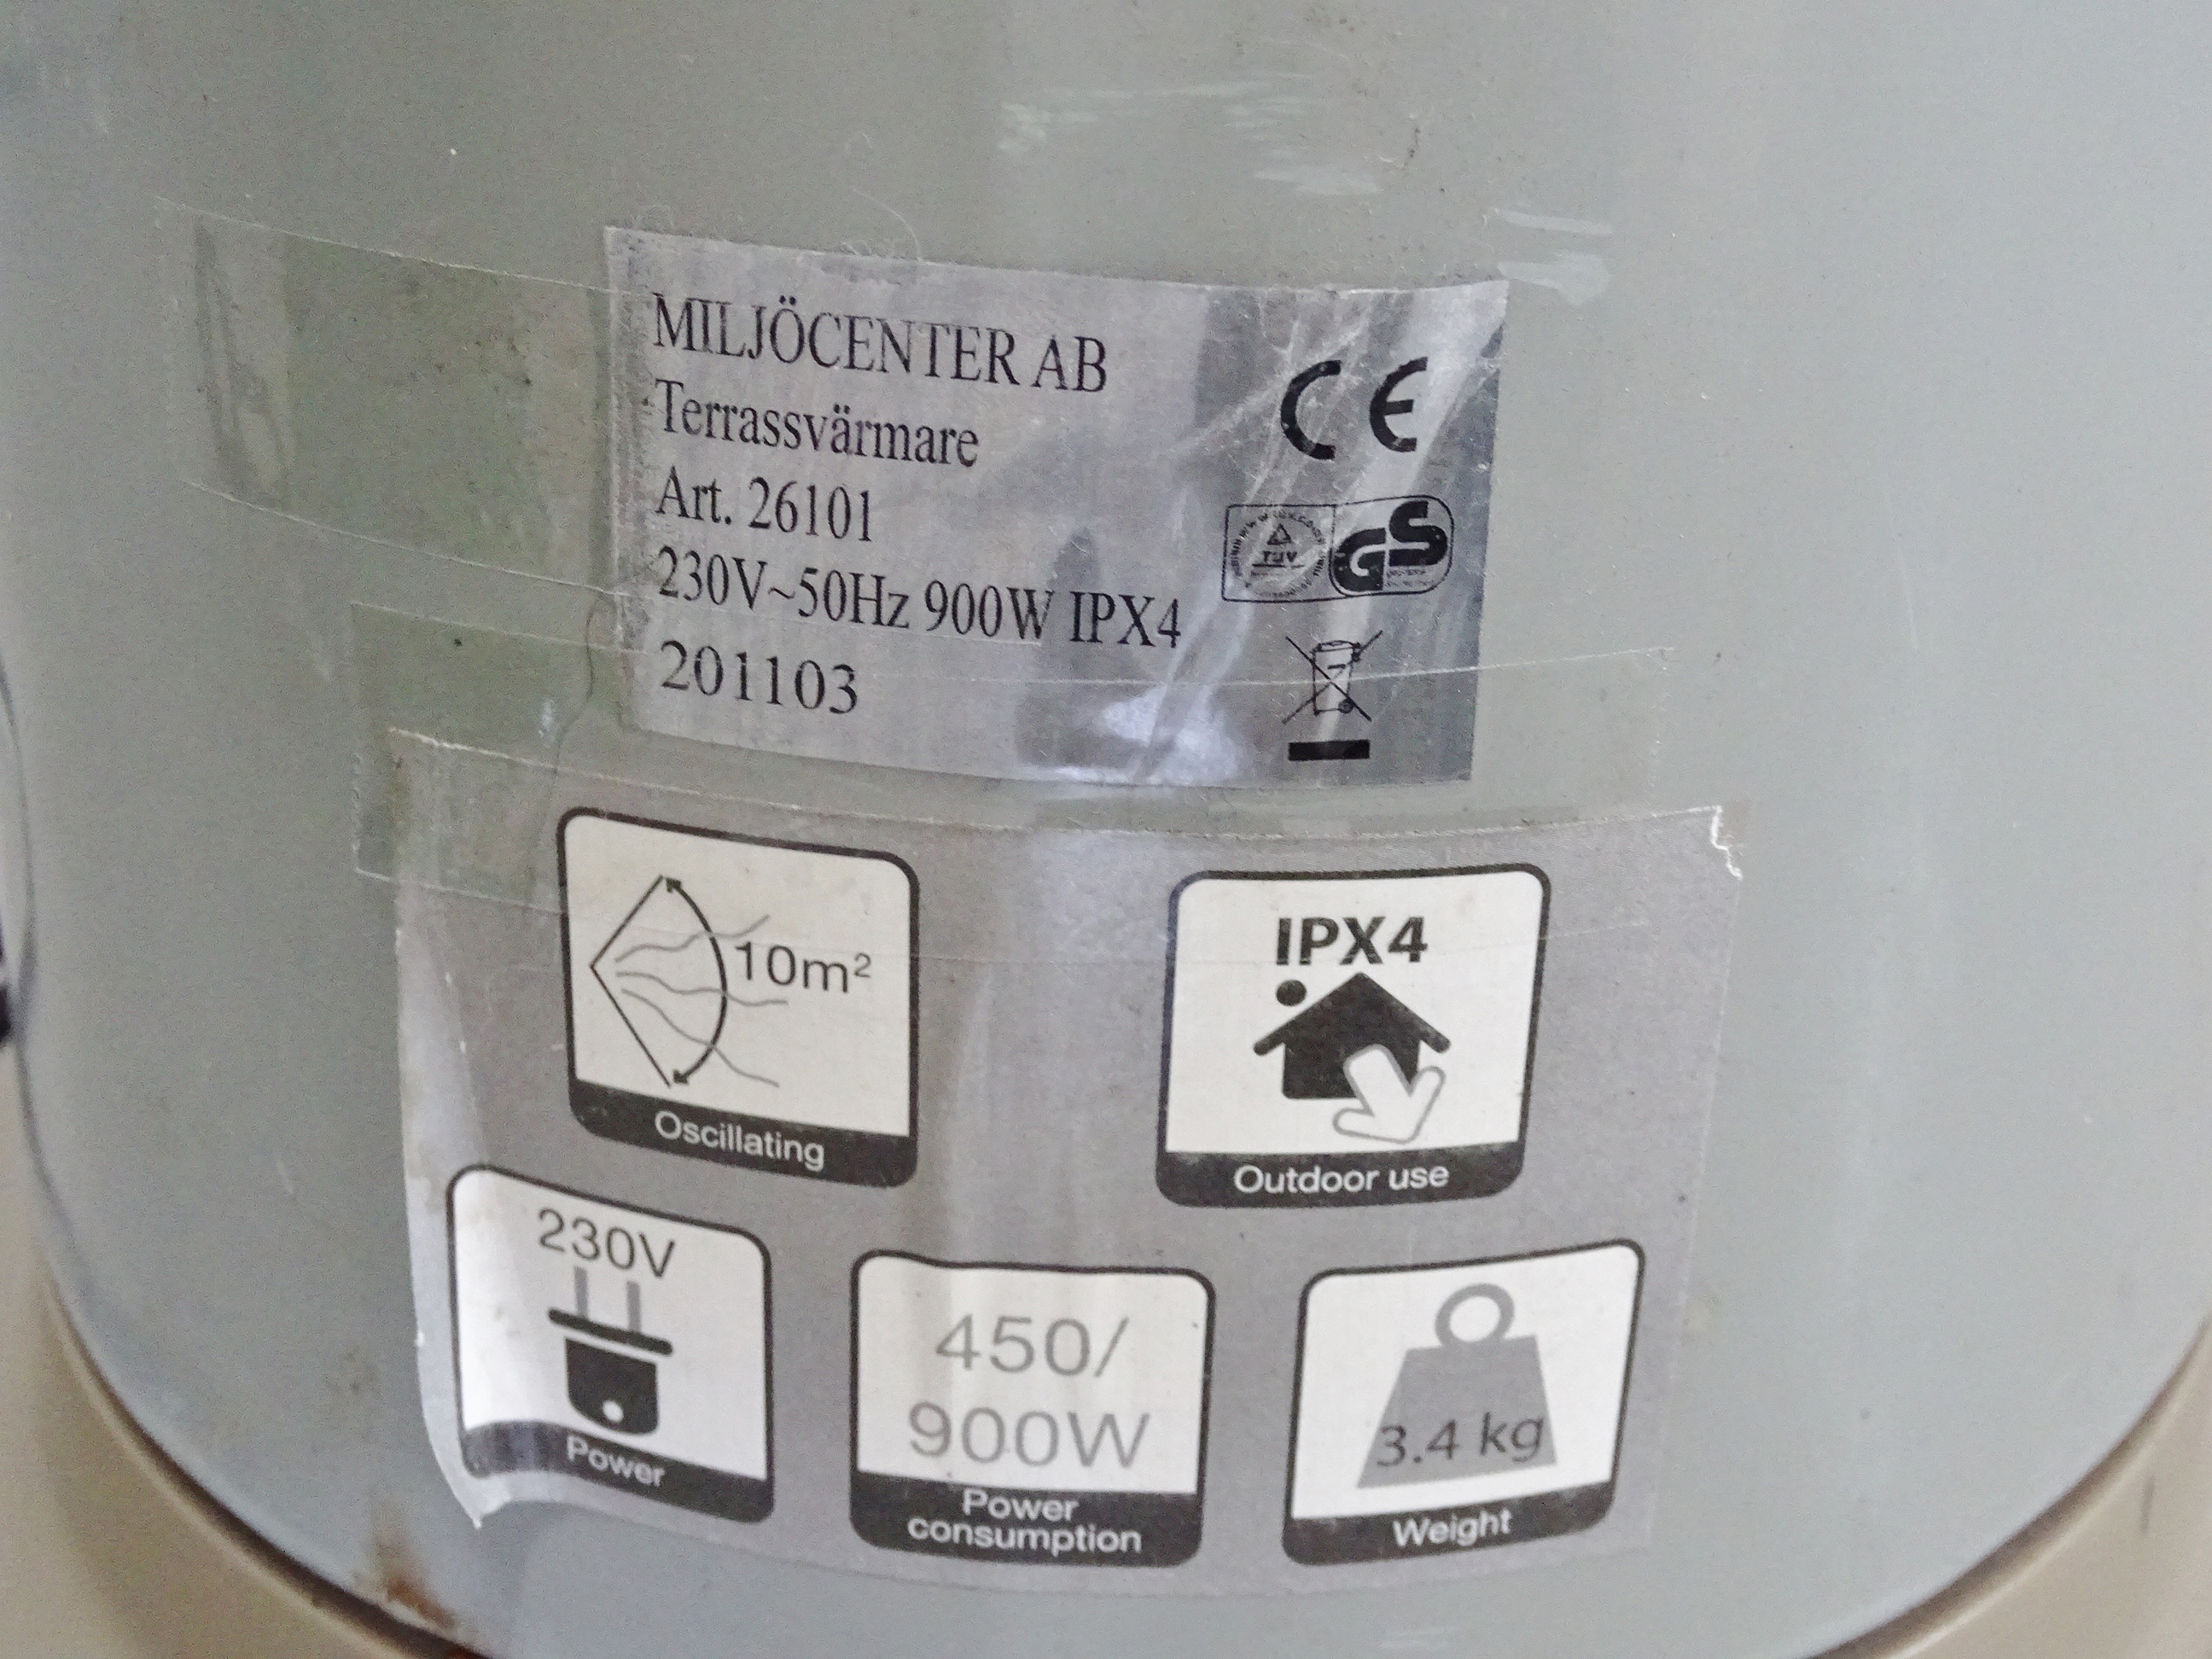 MILJÖCENTER AB
Terrassvärmare
Art. 26101
230V~50Hz 900W IPX4
201103
CE
TÜV
GS
10m²
Oscillating
IPX4
Outdoor use
230V
Power
450/
900W
Power
consumption
3.4 kg
Weight